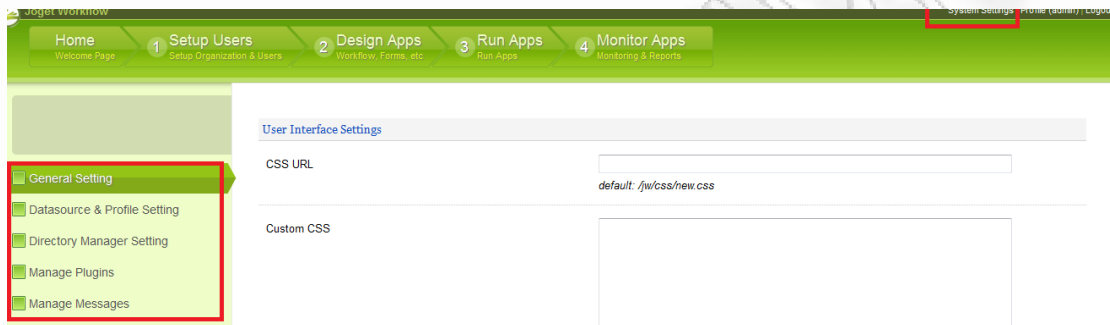 Joget Workflow
System Settings | Profile (admin) | Logou
Home
Welcome Page
1 Setup Users
Setup Organization & Users
2 Design Apps
Workflow, Forms, etc
3 Run Apps
Run Apps
4 Monitor Apps
Monitoring & Reports
User Interface Settings
CSS URL
default: /jw/css/new.css
Custom CSS
General Setting
Datasource & Profile Setting
Directory Manager Setting
Manage Plugins
Manage Messages